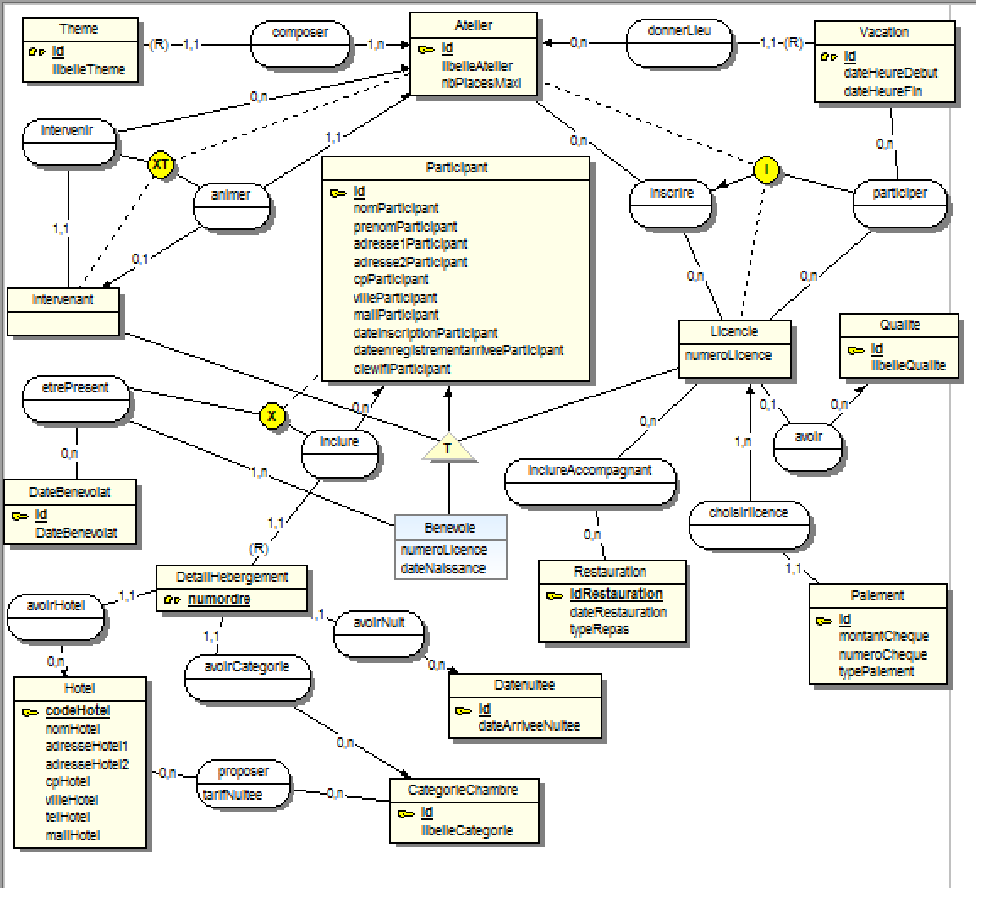 Theme
id
libelleTheme
(R)
1,1
composer
1,n
Atelier
id
libelleAtelier
nbPlacesMaxi
0,n
donnerLieu
1,1-(R)
Vacation
id
dateHeureDebut
dateHeureFin
0,n
Intervenir
XT
1,1
animer
0,n
I
0,n
inscrire
participer
1,1
0,1
Participant
id
nomParticipant
prenomParticipant
adresse1Participant
adresse2Participant
cpParticipant
villeParticipant
mailParticipant
dateInscriptionParticipant
dateenregistrementarriveeParticipant
clewifiParticipant
0,n
0,n
Intervenant
Licencie
numeroLicence
Qualite
id
libelleQualite
etrePresent
X
0,n
inclure
T
0,1
0,n
avoir
0,n
1,n
0,n
1,n
inclureAccompagnant
choisirlicence
DateBenevolat
id
DateBenevolat
1,1
(R)
Benevole
numeroLicence
dateNaissance
0,n
1,1
DetailHebergement
numordre
Restauration
idRestauration
dateRestauration
typeRepas
Paiement
id
montantCheque
numeroCheque
typePaiement
avoirHotel
1,1
1,1
1,1
avoirNuit
0,n
0,n
avoirCategorie
Datenuitee
id
dateArriveeNuitee
Hotel
codeHotel
nomHotel
adresseHotel1
adresseHotel2
cpHotel
villeHotel
telHotel
mailHotel
0,n
0,n
proposer
tarifNuitee
0,n
CategorieChambre
id
libelleCategorie